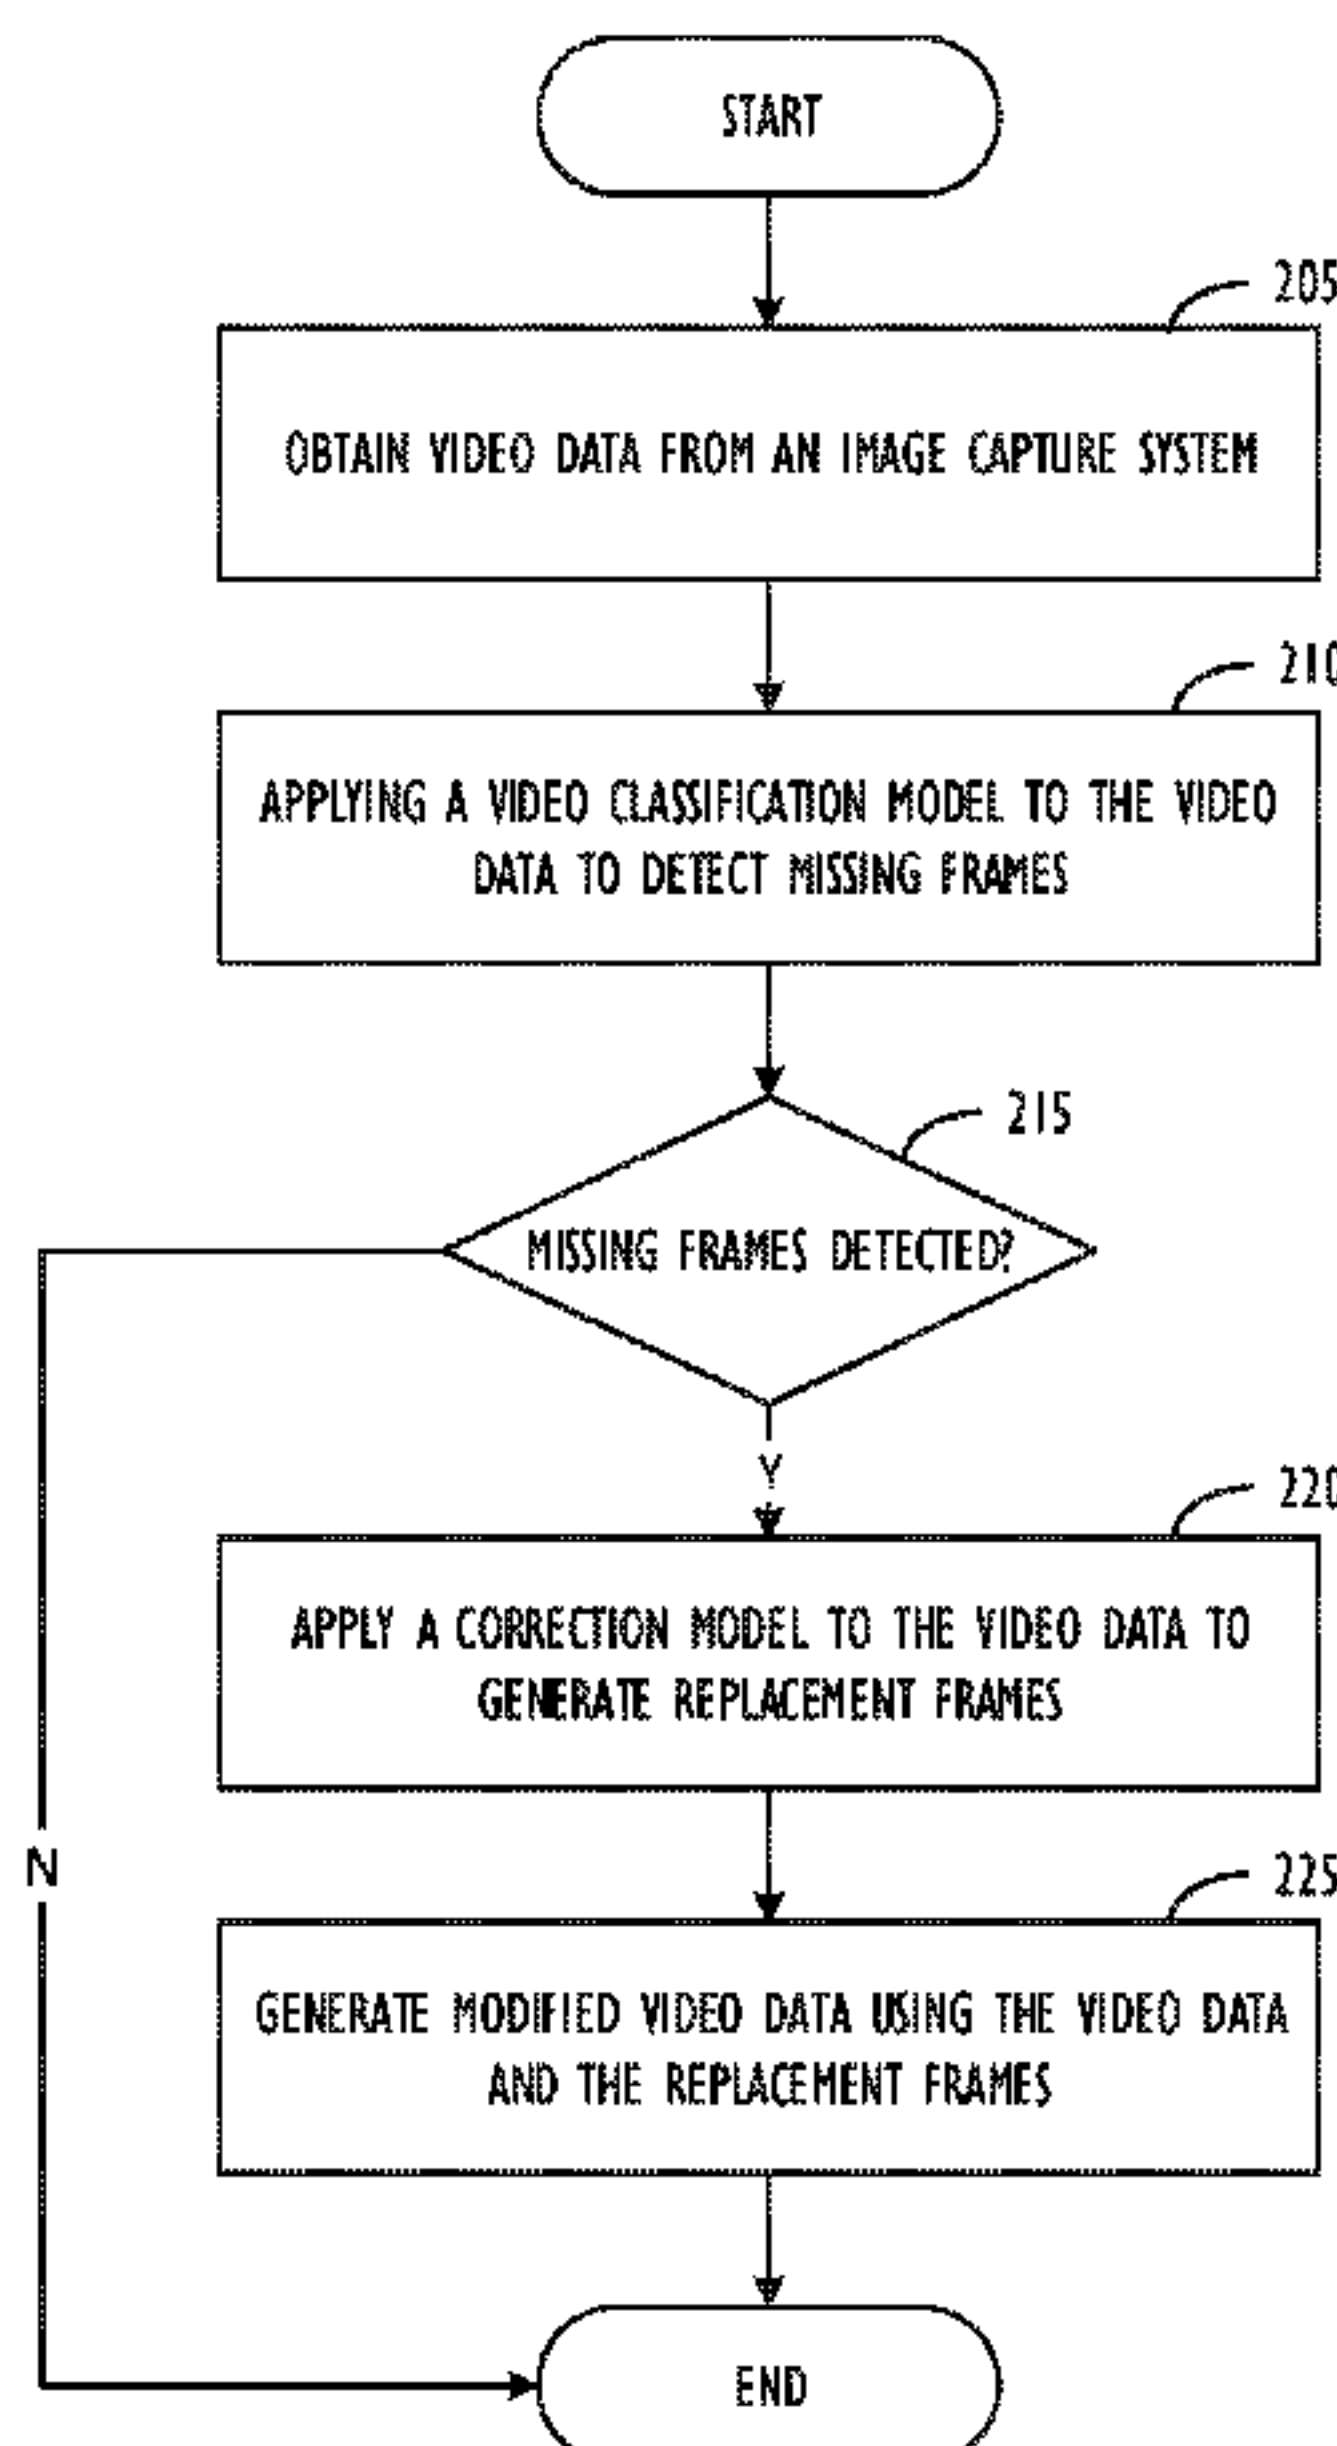 START
205
OBTAIN VIDEO DATA FROM AN IMAGE CAPTURE SYSTEM
210
APPLYING A VIDEO CLASSIFICATION MODEL TO THE VIDEO
DATA TO DETECT MISSING FRAMES
215
MISSING FRAMES DETECTED?
Y
220
APPLY A CORRECTION MODEL TO THE VIDEO DATA TO
GENERATE REPLACEMENT FRAMES
N
225
GENERATE MODIFIED VIDEO DATA USING THE VIDEO DATA
AND THE REPLACEMENT FRAMES
END